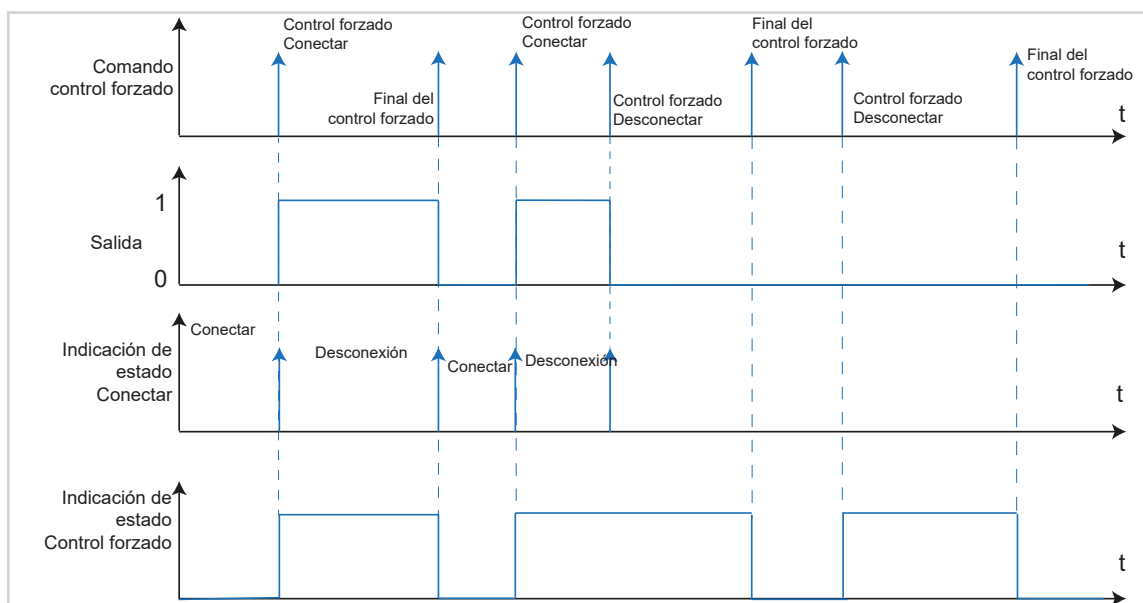 Comando
control forzado
Control forzado
Conectar
Final del
control forzado
Control forzado
Conectar
Control forzado
Desconectar
Final del
control forzado
Control forzado
Desconectar
Final del
control forzado
t
Salida
1
0
t
Indicación de
estado
Conectar
Conectar
Desconexión
Conectar
Desconexión
t
Indicación de
estado
Control forzado
t